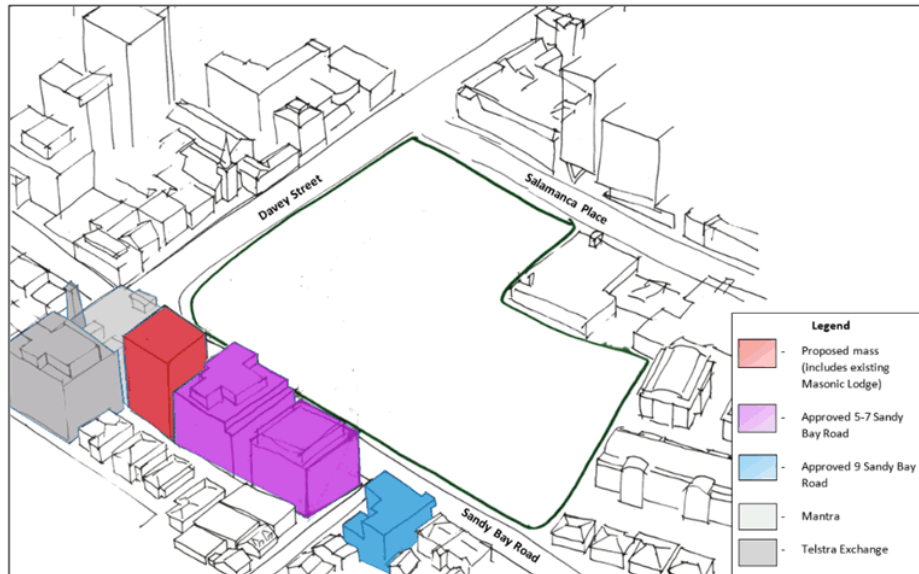 Davey Street
Salamanca Place
Sandy Bay Road
Legend
- Proposed mass
(includes existing
Masonic Lodge)
- Approved 5-7 Sandy
Bay Road
- Approved 9 Sandy Bay
Road
- Mantra
- Telstra Exchange